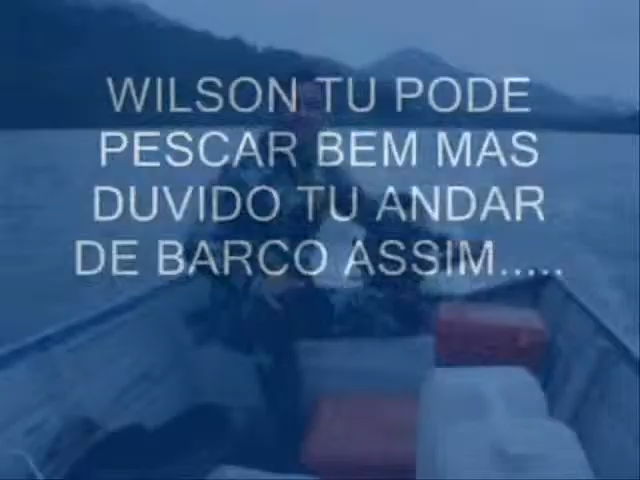 WILSON TU PODE
PESCAR BEM MAS
DUVIDO TU ANDAR
DE BARCO ASSIM.....